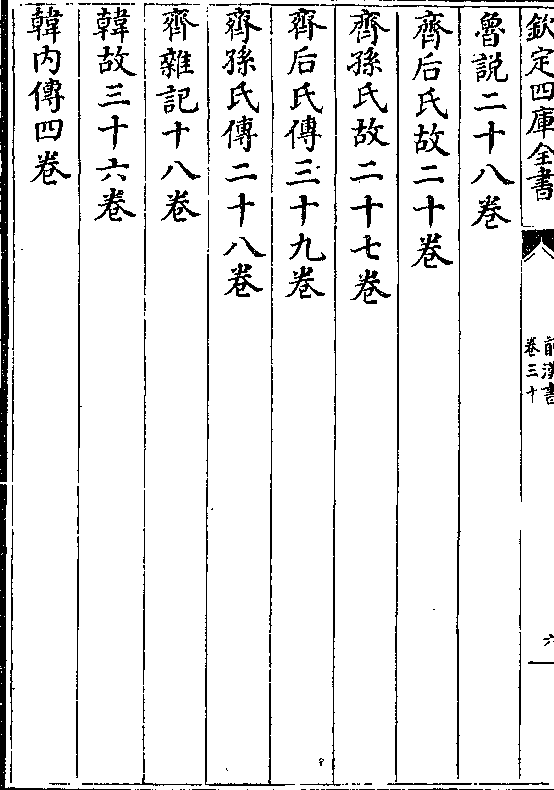 欽定四庫全書
前漢書
卷三十
六
魯説二十八卷
齊后氏故二十卷
齊孫氏故二十七卷
齊后氏傳三十九卷
齊孫氏傳二十八卷
齊雜記十八卷
韓故三十六卷
韓内傳四卷